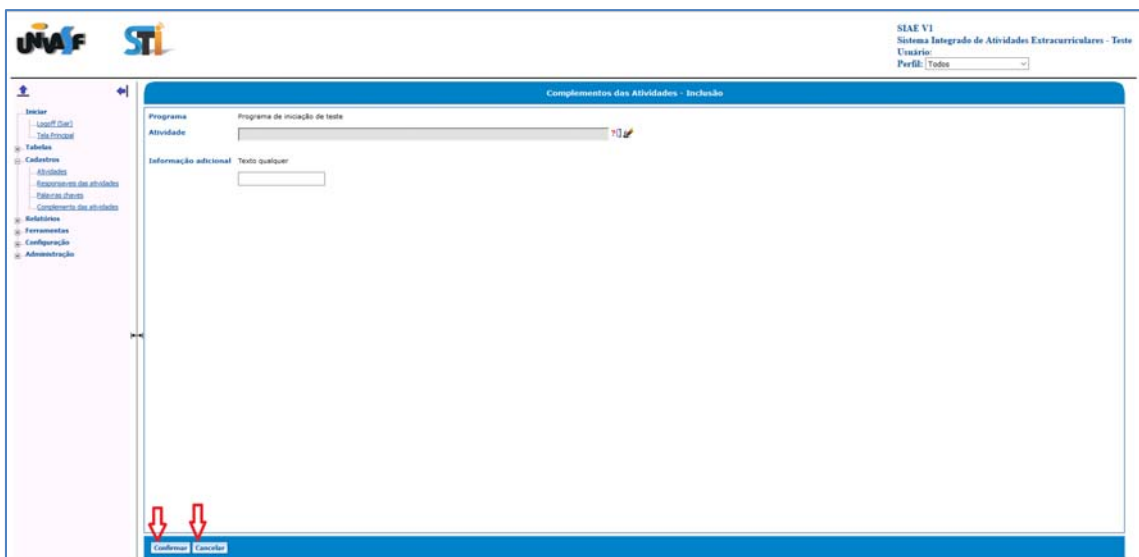 UNIVASF
STI
SIAE V1
Sistema Integrado de Atividades Extracurriculares - Teste
Usuário:
Perfil: Todos
Complementos das Atividades - Inclusão
Iniciar
Logoff (Sair)
Tela Principal
Tabelas
Cadastros
Atividades
Responsaveis das atividades
Palavras chaves
Complemento das atividades
Relatórios
Ferramentas
Configuração
Administração
Programa Programa de iniciação de teste
Atividade
Informação adicional Texto qualquer
Confirmar Cancelar